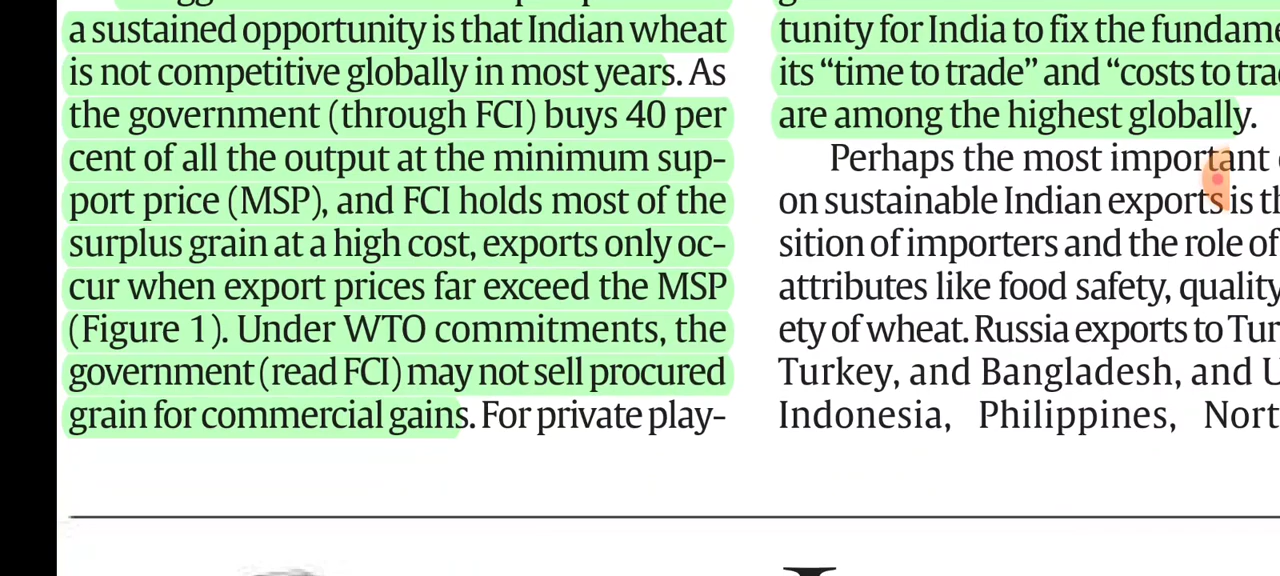 a sustained opportunity is that Indian wheat
is not competitive globally in most years. As
the government (through FCI) buys 40 per
cent of all the output at the minimum sup-
port price (MSP), and FCI holds most of the
surplus grain at a high cost, exports only oc-
cur when export prices far exceed the MSP
(Figure 1). Under WTO commitments, the
government (read FCI) may not sell procured
grain for commercial gains. For private play-
tunity for India to fix the fundame
its “time to trade” and “costs to tra
are among the highest globally.
Perhaps the most important
on sustainable Indian exports is th
sition of importers and the role of
attributes like food safety, quality
ety of wheat. Russia exports to Tur
Turkey, and Bangladesh, and U
Indonesia, Philippines, Nort